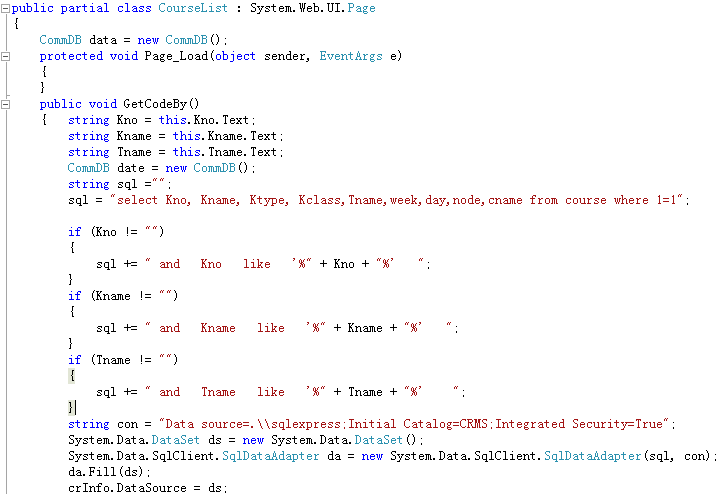 public partial class CourseList : System.Web.UI.Page
{
    CommDB data = new CommDB();
    protected void Page_Load(object sender, EventArgs e)
    {
    }
    public void GetCodeBy()
    {   string Kno = this.Kno.Text;
        string Kname = this.Kname.Text;
        string Tname = this.Tname.Text;
        CommDB date = new CommDB();
        string sql ="";
        sql = "select Kno, Kname, Ktype, Kclass,Tname,week,day,node,cname from course where 1=1";
        if (Kno != "")
        {
            sql += " and   Kno   like   '%" + Kno + "%'   ";
        }
        if (Kname != "")
        {
            sql += " and   Kname   like   '%" + Kname + "%'   ";
        }
        if (Tname != "")
        {
            sql += " and   Tname   like   '%" + Tname + "%'    ";
        }
        string con = "Data source=.\\sqlexpress;Initial Catalog=CRMS;Integrated Security=True";
        System.Data.DataSet ds = new System.Data.DataSet();
        System.Data.SqlClient.SqlDataAdapter da = new System.Data.SqlClient.SqlDataAdapter(sql, con);
        da.Fill(ds);
        crInfo.DataSource = ds;